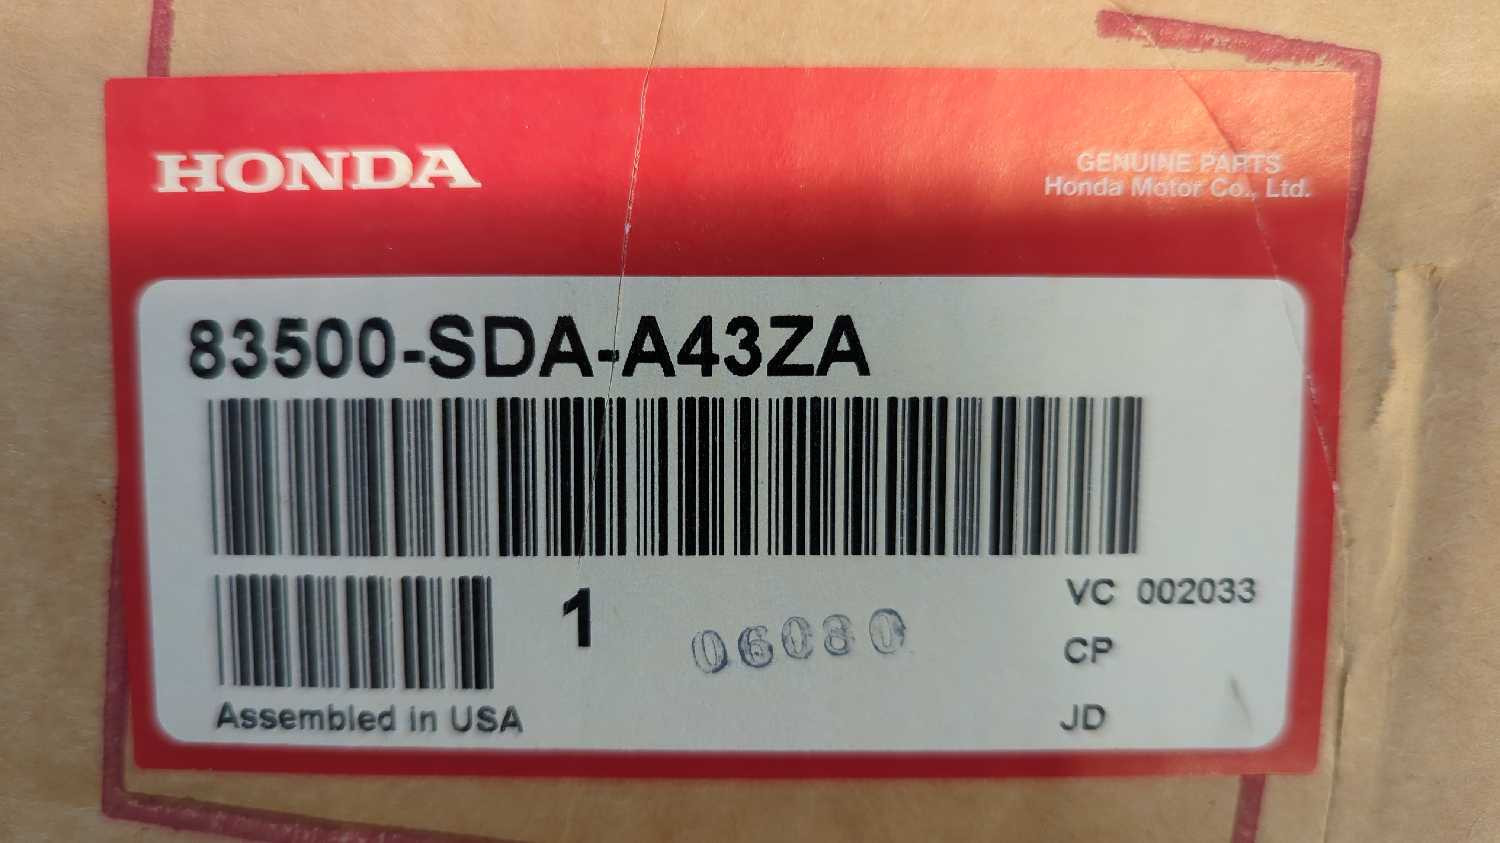 HONDA
GENUINE PARTS
Honda Motor Co., Ltd.
83500-SDA-A43ZA
1
VC 002033
06080
CP
JD
Assembled in USA